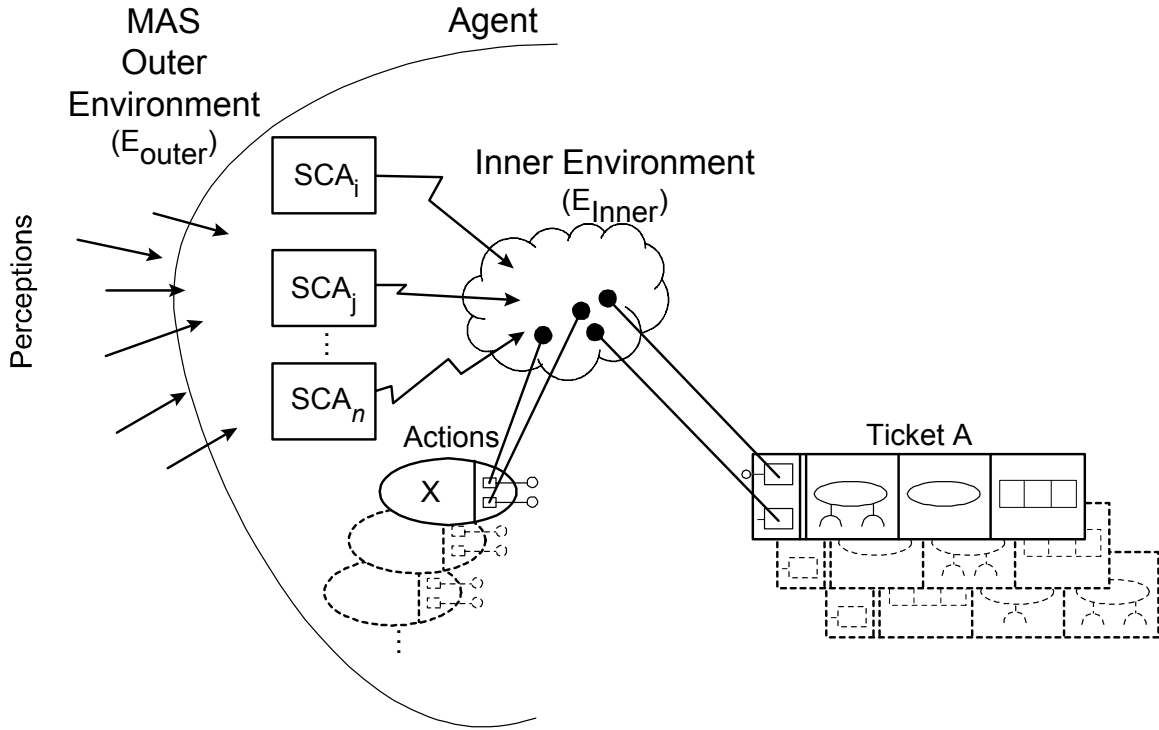 MAS
Outer
Environment
(E_outer)
Agent
Perceptions
SCA_i
SCA_j
SCA_n
Inner Environment
(E_Inner)
Actions
X
Ticket A